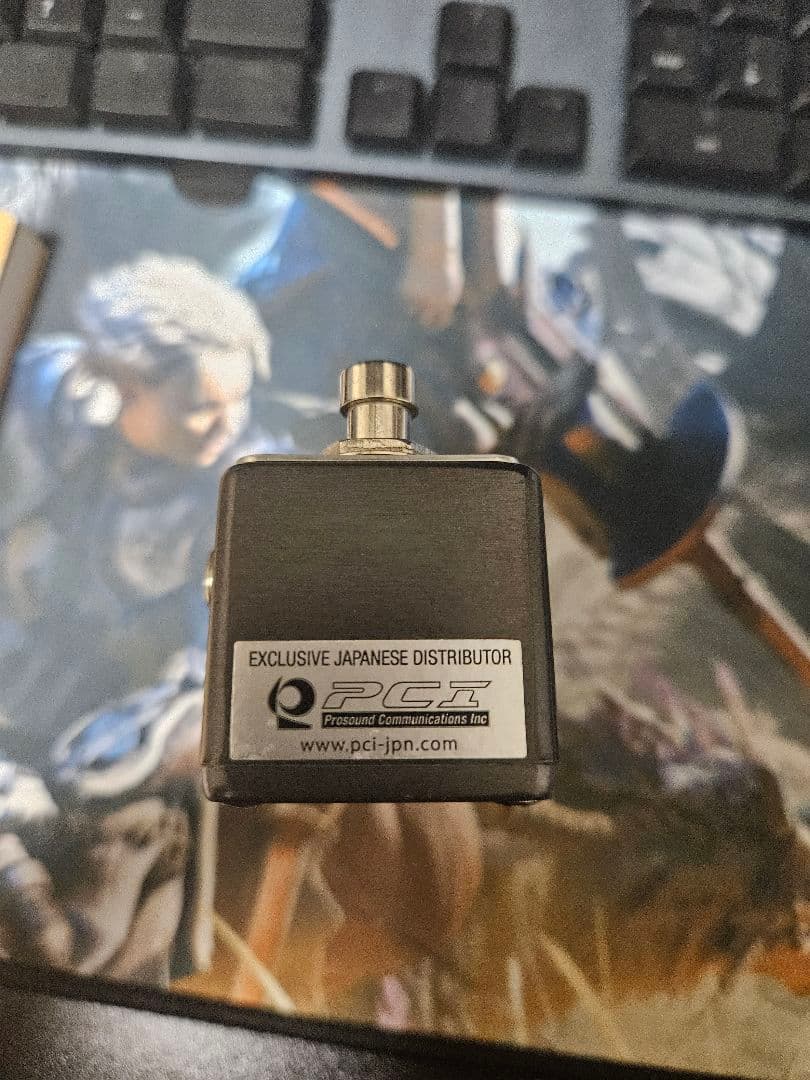 EXCLUSIVE JAPANESE DISTRIBUTOR
PCI
Prosound Communications Inc
www.pci-jpn.com